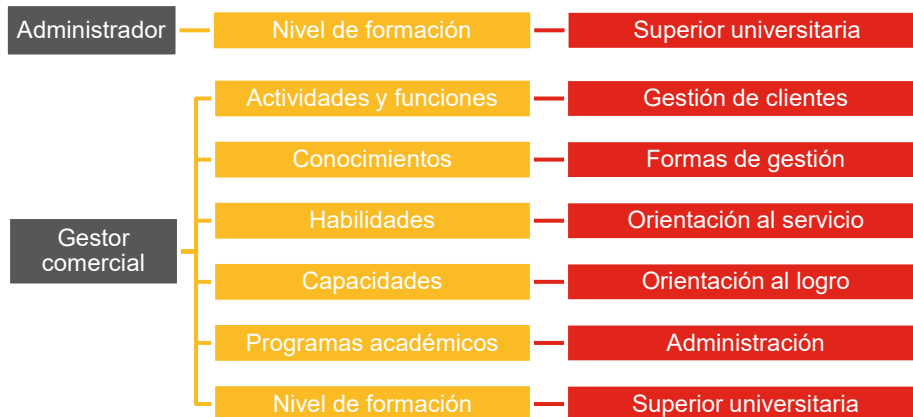 Administrador
Nivel de formación
Superior universitaria
Actividades y funciones
Gestión de clientes
Conocimientos
Formas de gestión
Habilidades
Orientación al servicio
Gestor
comercial
Capacidades
Orientación al logro
Programas académicos
Administración
Nivel de formación
Superior universitaria